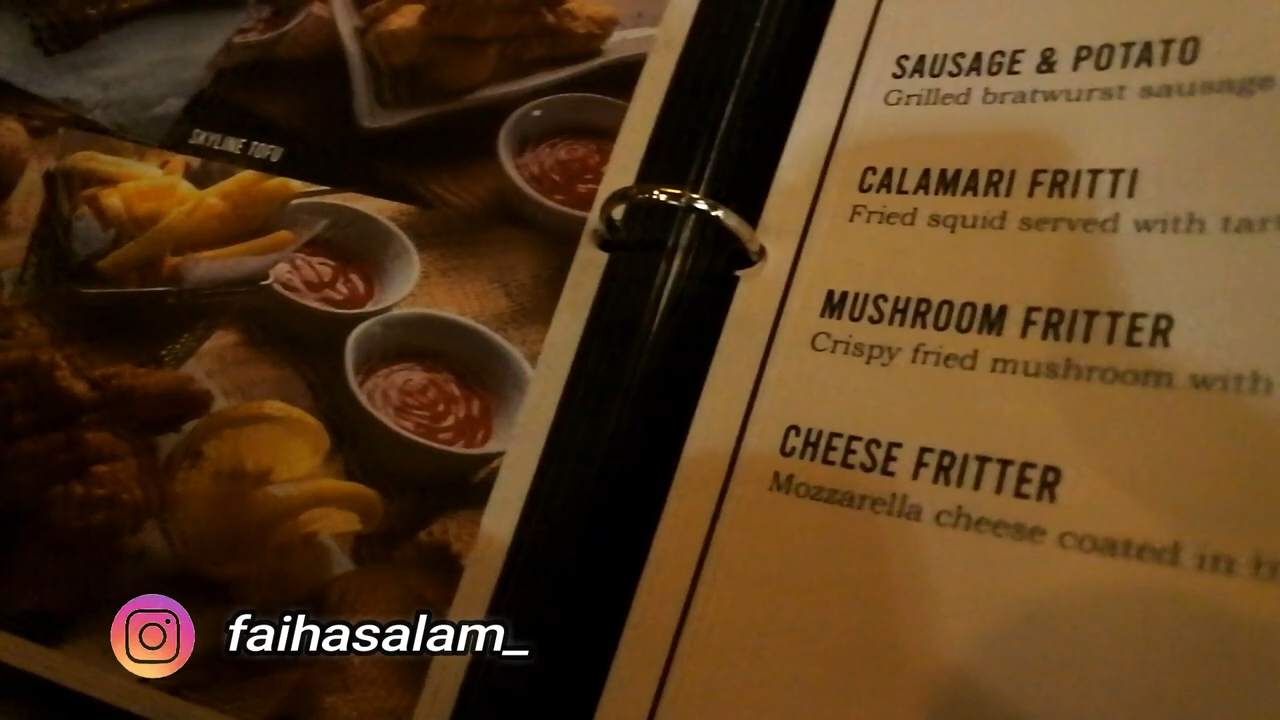 SKYLINE TOFU
SAUSAGE & POTATO
Grilled bratwurst sausage
CALAMARI FRITTI
Fried squid served with
MUSHROOM FRITTER
Crispy fried mushroom with
CHEESE FRITTER
Mozzarella cheese coated in
faihasalam_